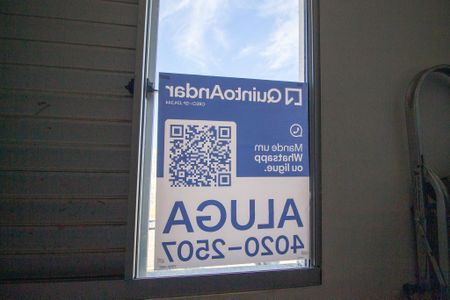 QuintoAndar
Mande um
Whatsapp
ou ligue.
ALUGA
4020-2507